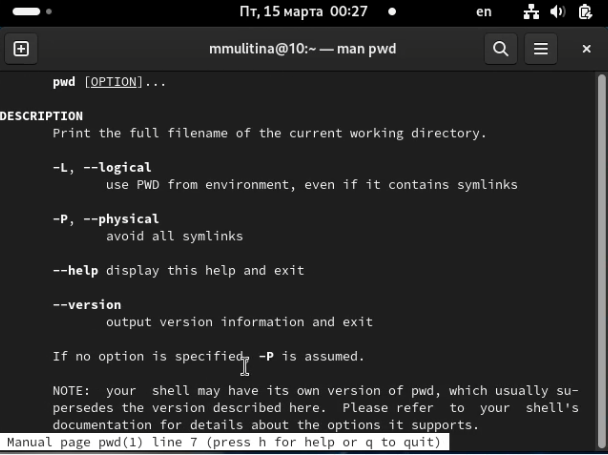 Пт, 15 марта 00:27 en
mmulitina@10:~ — man pwd
pwd [OPTION]...
DESCRIPTION
Print the full filename of the current working directory.
-L, --logical
use PWD from environment, even if it contains symlinks
-P, --physical
avoid all symlinks
--help display this help and exit
--version
output version information and exit
If no option is specified, -P is assumed.
NOTE: your shell may have its own version of pwd, which usually su-
persedes the version described here. Please refer to your shell's
documentation for details about the options it supports.
Manual page pwd(1) line 7 (press h for help or q to quit)